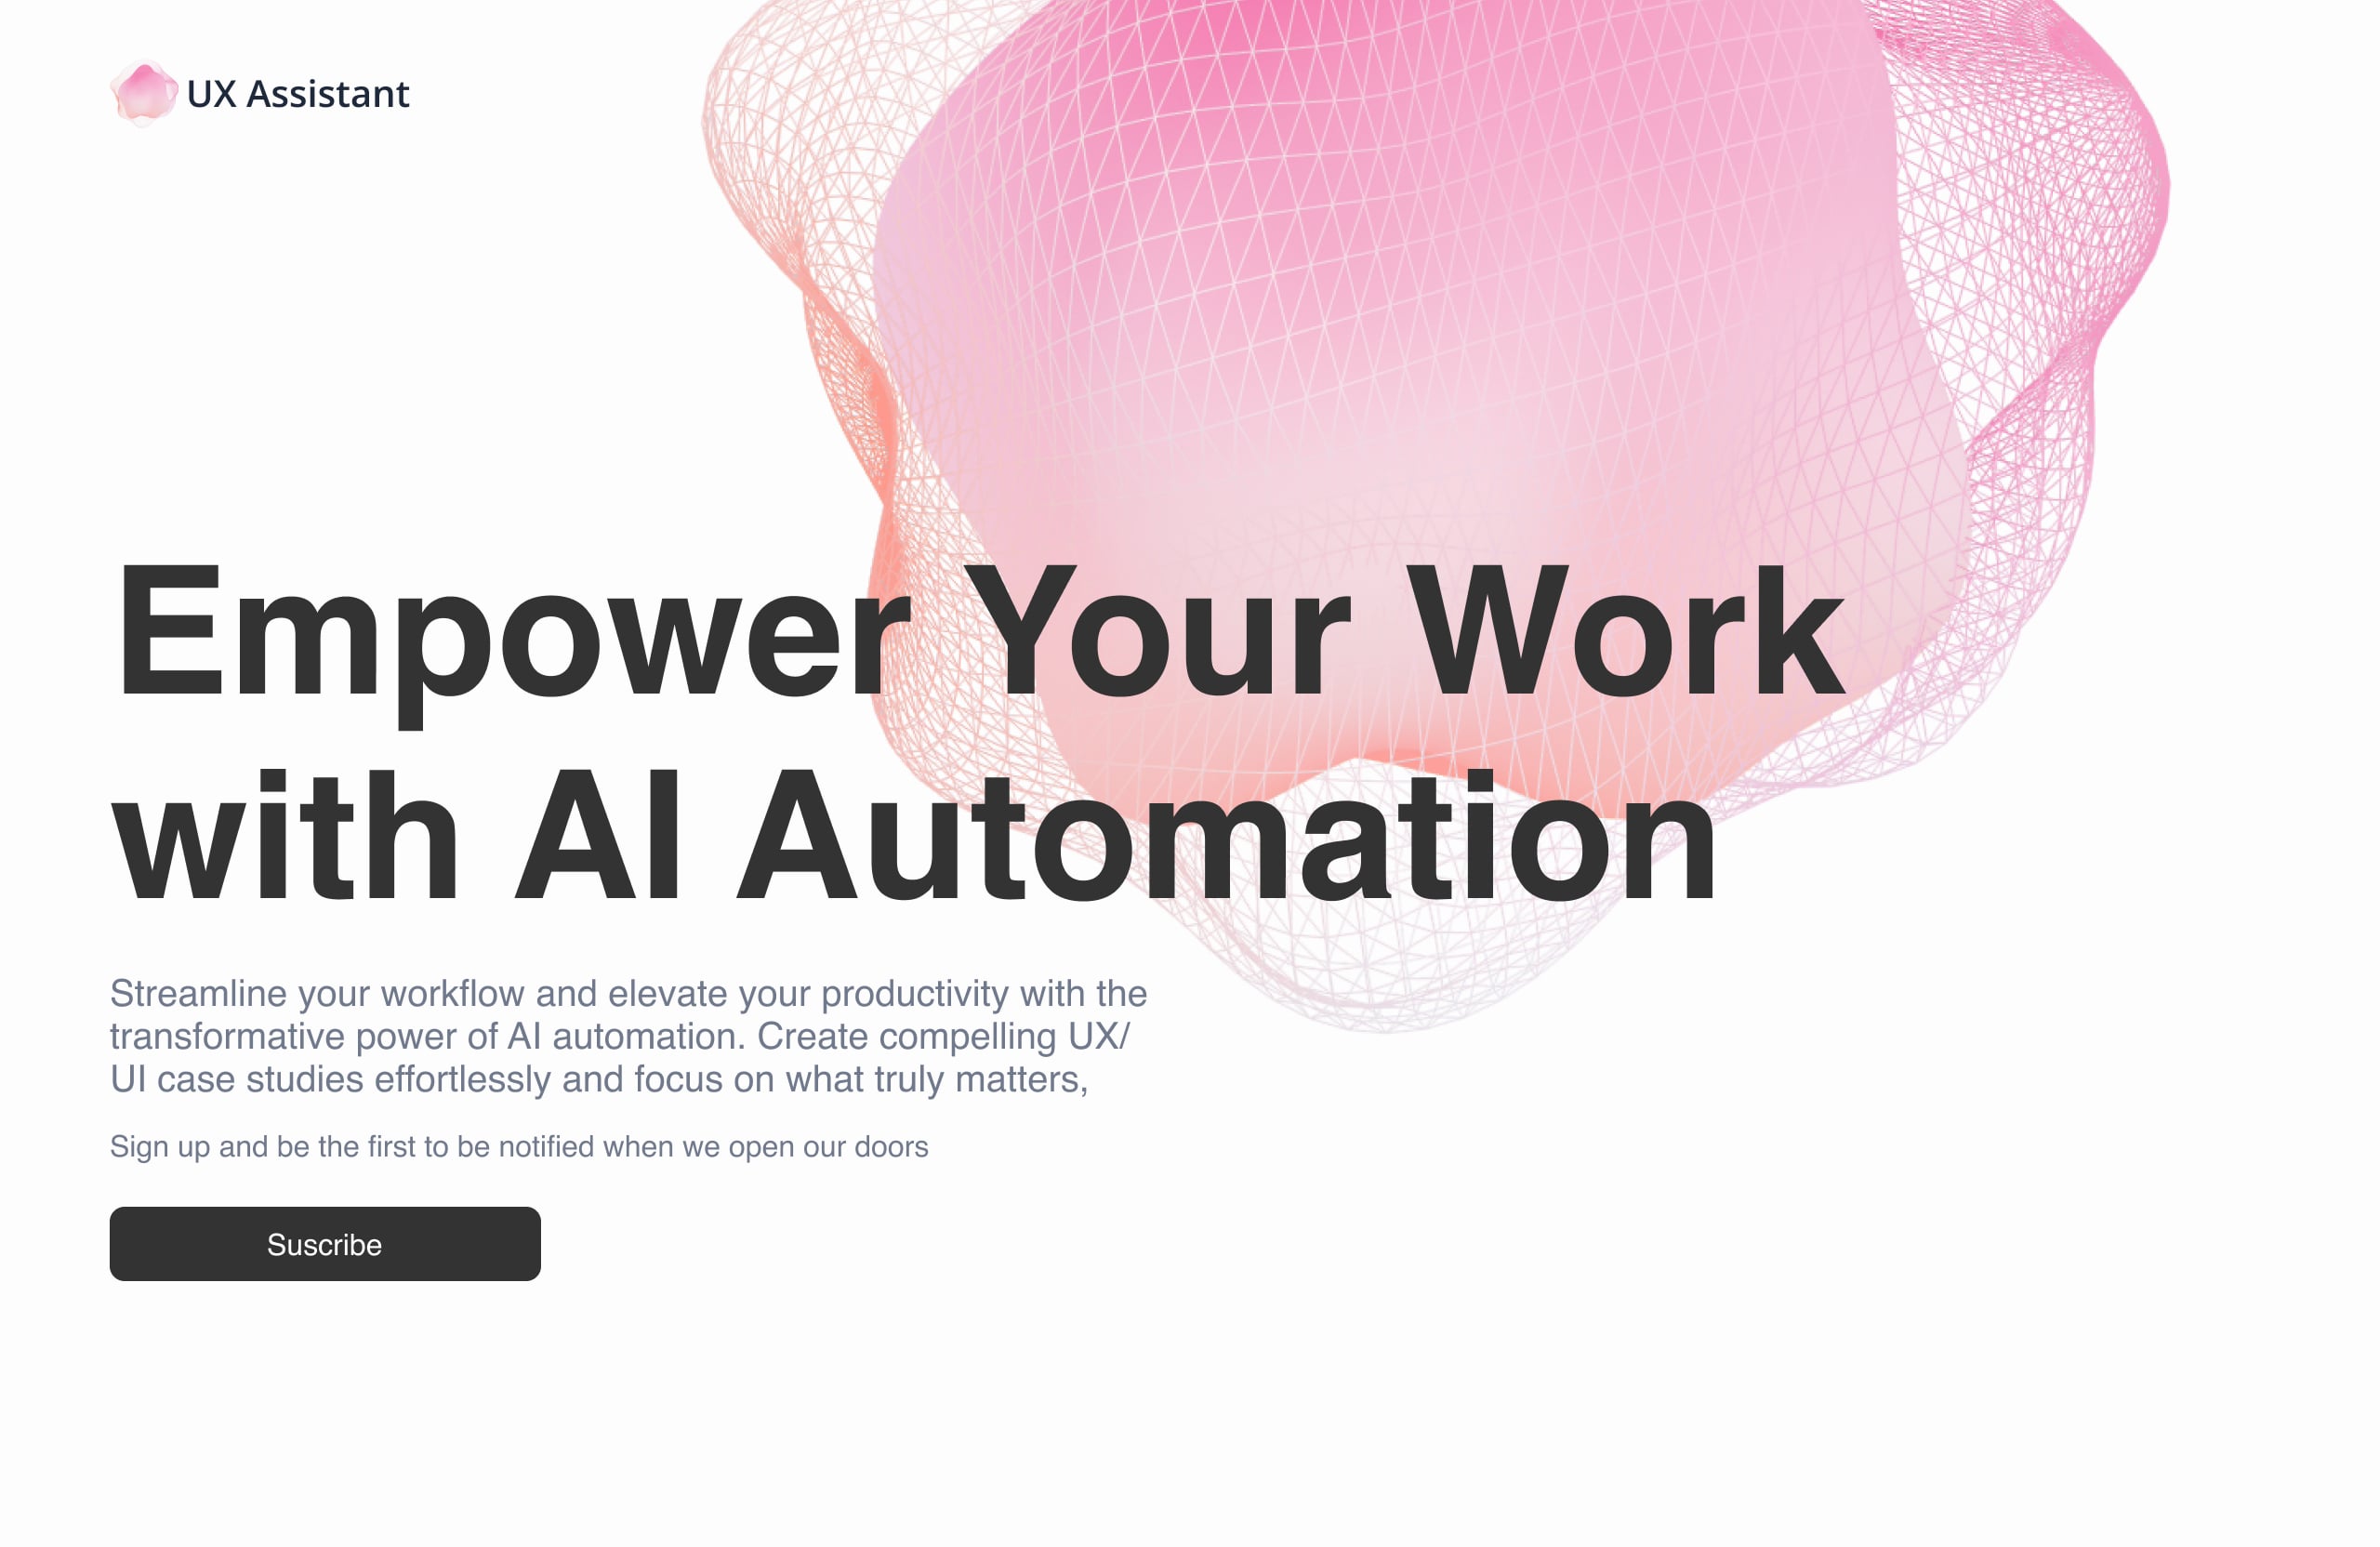 UX Assistant
Empower Your Work
with AI Automation
Streamline your workflow and elevate your productivity with the
transformative power of AI automation. Create compelling UX/
UI case studies effortlessly and focus on what truly matters,
Sign up and be the first to be notified when we open our doors
Suscribe